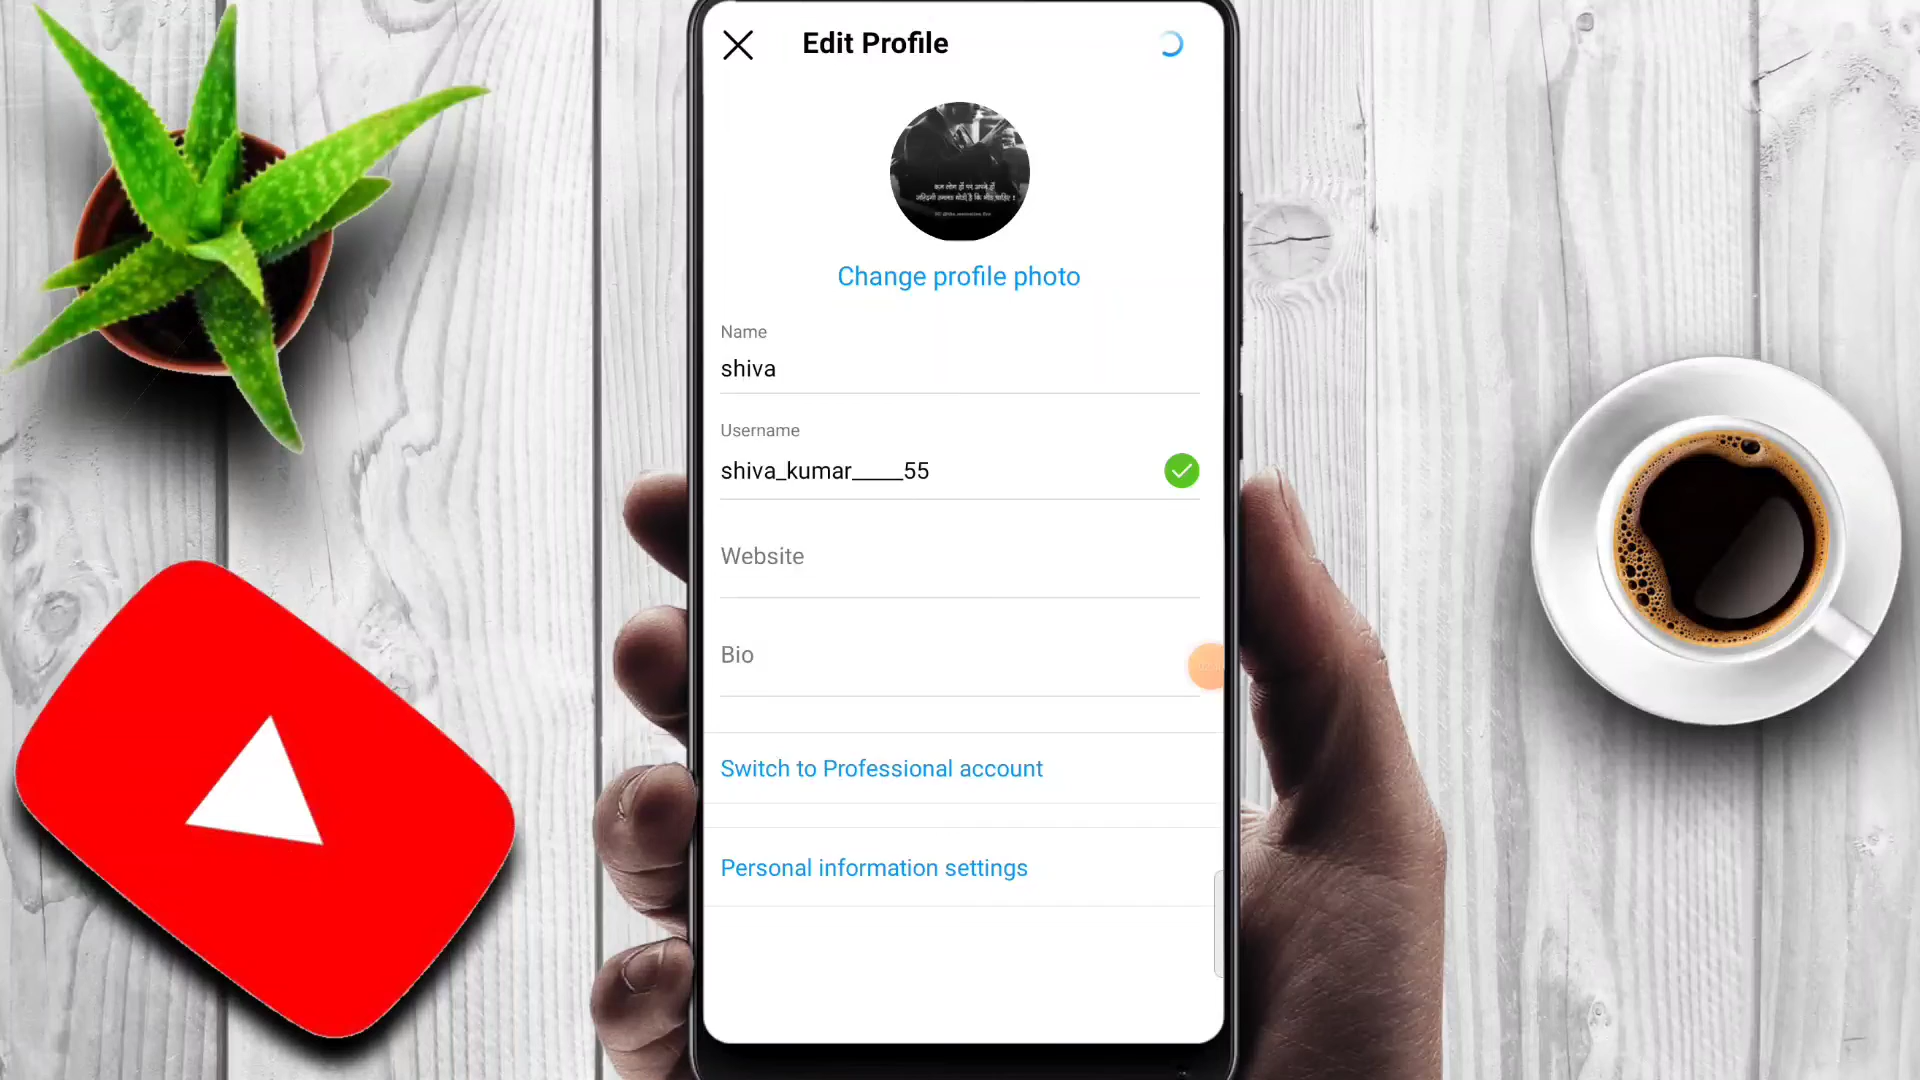 Edit Profile
Change profile photo
Name
shiva
Username
shiva_kumar_____55
Website
Bio
Switch to Professional account
Personal information settings